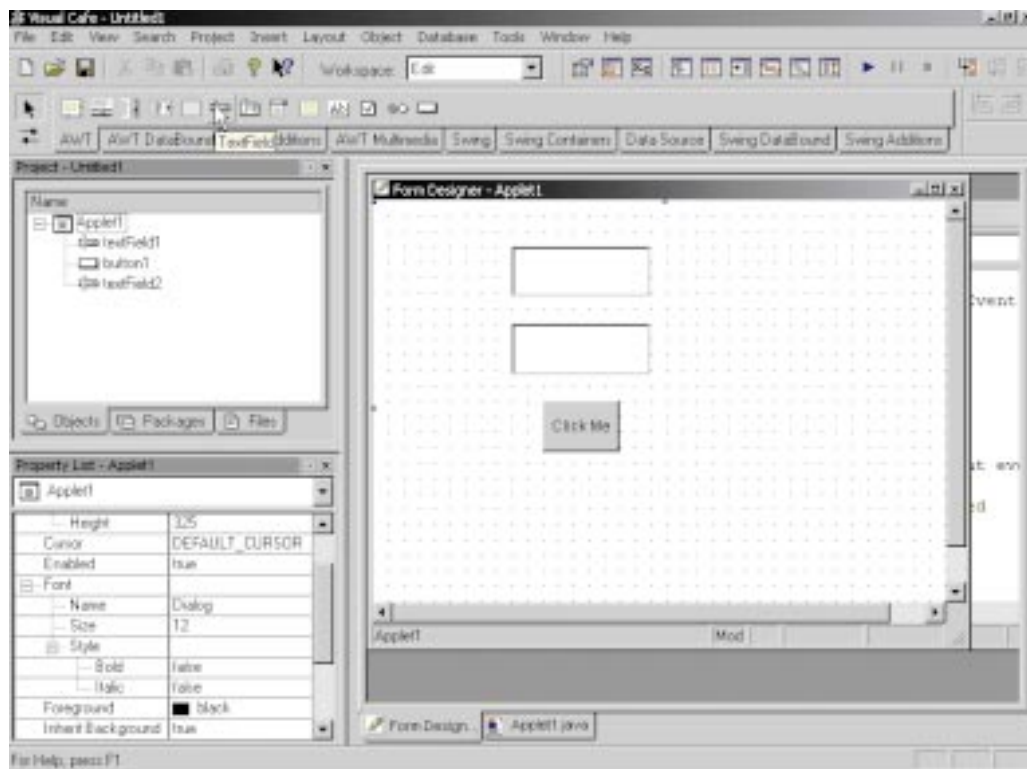 Visual Cafe - Untitled1
File Edit View Search Project Insert Layout Object Database Tools Window Help
Workspace: Edit
AWT AWT DataBound TextField Additions AWT Multimedia Swing Swing Containers Data Source Swing DataBound Swing Additions
Project - Untitled1
Name
Applet1
textField1
button1
textField2
Objects Packages Files
Property List - Applet1
Applet1
Height 325
Cursor DEFAULT_CURSOR
Enabled true
Font
Name Dialog
Size 12
Style
Bold false
Italic false
Foreground black
Inherit Background true
Form Designer - Applet1
Click Me
Applet1 Mod
Event
Form Design... Applet1.java
For Help, press F1